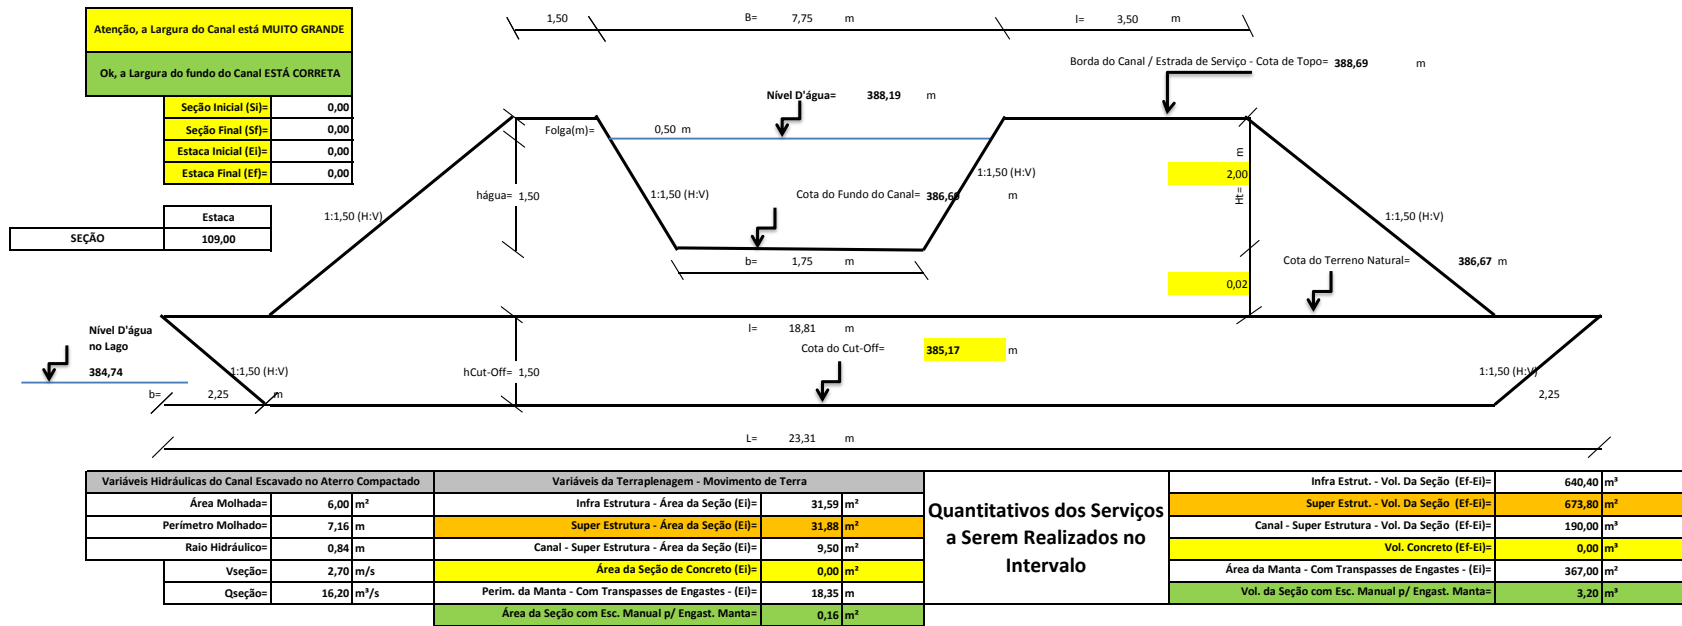 1,50 B= 7,75 m l= 3,50 m
Atenção, a Largura do Canal está MUITO GRANDE
Ok, a Largura do fundo do Canal ESTÁ CORRETA
Borda do Canal / Estrada de Serviço - Cota de Topo= 388,69 m
Nível D'água= 388,19 m
Seção Inicial (Si)= 0,00
Seção Final (Sf)= 0,00
Estaca Inicial (Ei)= 0,00
Estaca Final (Ef)= 0,00
Folga(m)= 0,50 m
hágua= 1,50
1:1,50 (H:V)
Cota do Fundo do Canal= 386,69 m
1:1,50 (H:V)
m
2,00
Ht=
Estaca
SEÇÃO 109,00
1:1,50 (H:V)
1:1,50 (H:V)
b= 1,75 m
Cota do Terreno Natural= 386,67 m
0,02
Nível D'água
no Lago
384,74
l= 18,81 m
Cota do Cut-Off= 385,17 m
1:1,50 (H:V)
hCut-Off= 1,50
1:1,50 (H:V)
b= 2,25 m
2,25
L= 23,31 m
Variáveis Hidráulicas do Canal Escavado no Aterro Compactado
Área Molhada= 6,00 m²
Perímetro Molhado= 7,16 m
Raio Hidráulico= 0,84 m
Vseção= 2,70 m/s
Qseção= 16,20 m³/s
Variáveis da Terraplenagem - Movimento de Terra
Infra Estrutura - Área da Seção (Ei)= 31,59 m²
Super Estrutura - Área da Seção (Ei)= 31,88 m²
Canal - Super Estrutura - Área da Seção (Ei)= 9,50 m²
Área da Seção de Concreto (Ei)= 0,00 m²
Perim. da Manta - Com Transpasses de Engastes - (Ei)= 18,35 m
Área da Seção com Esc. Manual p/ Engast. Manta= 0,16 m²
Quantitativos dos Serviços
a Serem Realizados no
Intervalo
Infra Estrut. - Vol. Da Seção (Ef-Ei)= 640,40 m³
Super Estrut. - Vol. Da Seção (Ef-Ei)= 673,80 m²
Canal - Super Estrutura - Vol. Da Seção (Ef-Ei)= 190,00 m³
Vol. Concreto (Ef-Ei)= 0,00 m³
Área da Manta - Com Transpasses de Engastes - (Ei)= 367,00 m²
Vol. da Seção com Esc. Manual p/ Engast. Manta= 3,20 m³